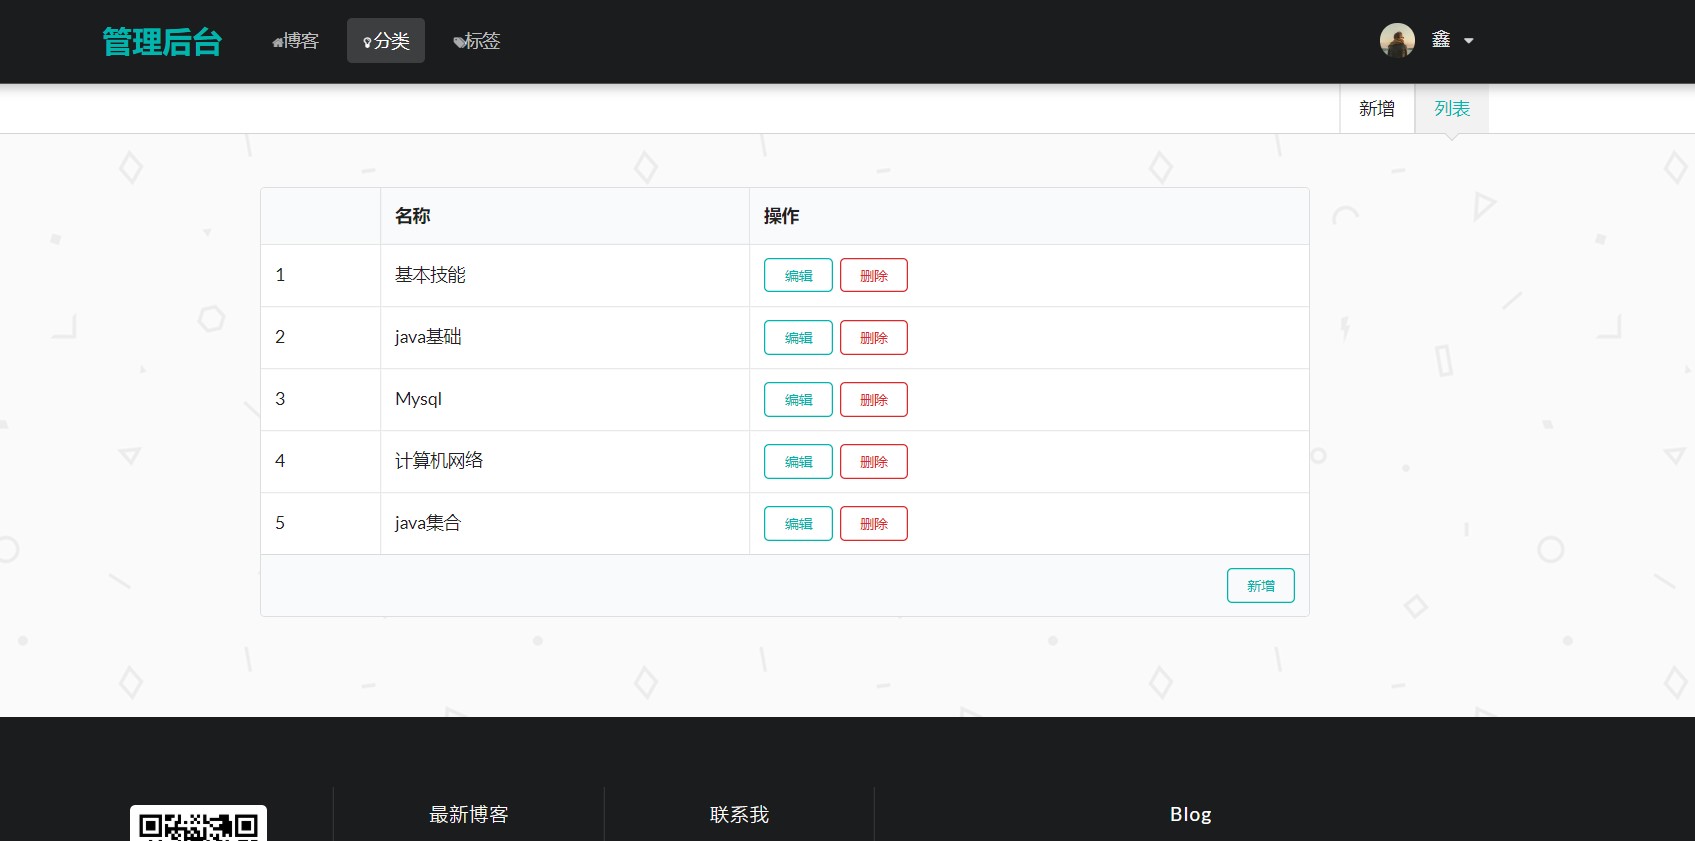 管理后台 博客 分类 标签 鑫
新增 列表
名称 操作
1 基本技能 编辑 删除
2 java基础 编辑 删除
3 Mysql 编辑 删除
4 计算机网络 编辑 删除
5 java集合 编辑 删除
新增
最新博客 联系我 Blog